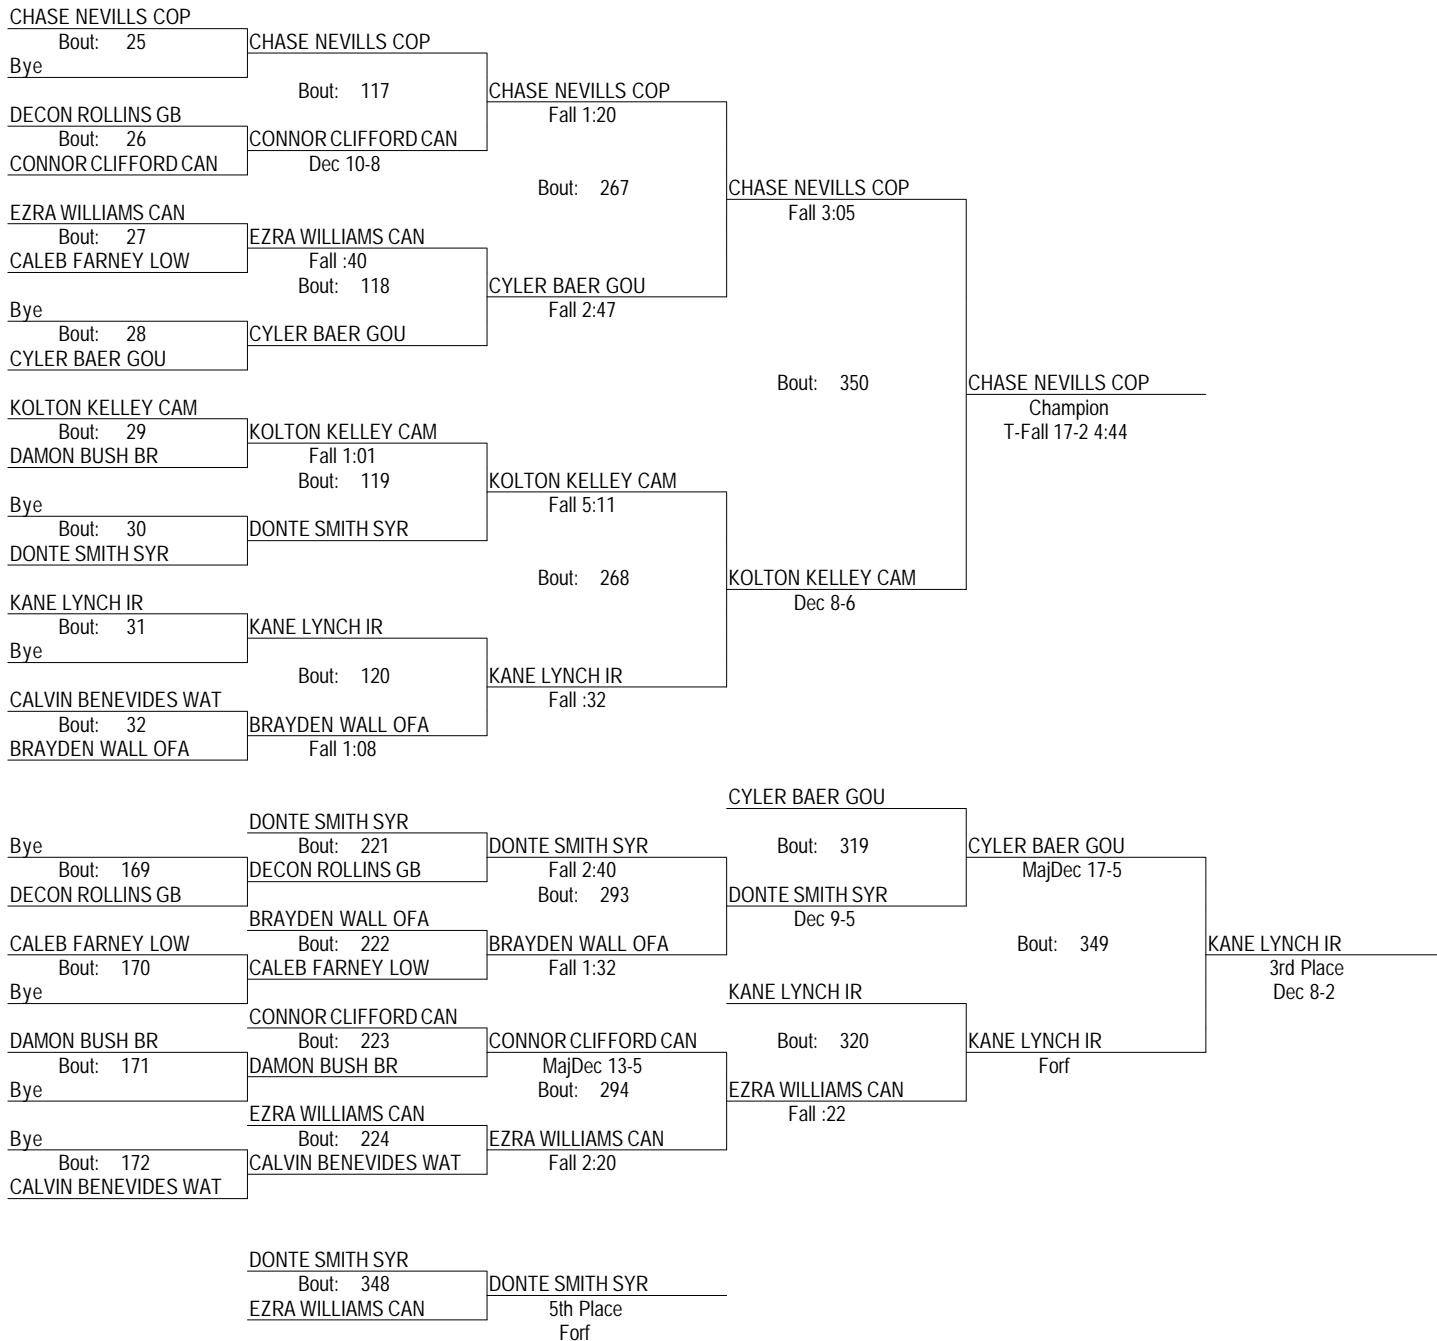 CHASE NEVILLS COP
Bout: 25 CHASE NEVILLS COP
Bye
Bout: 117 CHASE NEVILLS COP
DECON ROLLINS GB Fall 1:20
Bout: 26 CONNOR CLIFFORD CAN
CONNOR CLIFFORD CAN Dec 10-8
Bout: 267 CHASE NEVILLS COP
EZRA WILLIAMS CAN Fall 3:05
Bout: 27 EZRA WILLIAMS CAN
CALEB FARNEY LOW Fall :40
Bout: 118 CYLER BAER GOU
Bye Fall 2:47
Bout: 28 CYLER BAER GOU
CYLER BAER GOU
Bout: 350 CHASE NEVILLS COP
KOLTON KELLEY CAM Champion
Bout: 29 KOLTON KELLEY CAM T-Fall 17-2 4:44
DAMON BUSH BR Fall 1:01
Bout: 119 KOLTON KELLEY CAM
Bye Fall 5:11
Bout: 30 DONTE SMITH SYR
DONTE SMITH SYR
Bout: 268 KOLTON KELLEY CAM
KANE LYNCH IR Dec 8-6
Bout: 31 KANE LYNCH IR
Bye
Bout: 120 KANE LYNCH IR
CALVIN BENEVIDES WAT Fall :32
Bout: 32 BRAYDEN WALL OFA
BRAYDEN WALL OFA Fall 1:08
CYLER BAER GOU
DONTE SMITH SYR
Bye Bout: 221 DONTE SMITH SYR Bout: 319 CYLER BAER GOU
Bout: 169 DECON ROLLINS GB Fall 2:40 MajDec 17-5
DECON ROLLINS GB Bout: 293 DONTE SMITH SYR
BRAYDEN WALL OFA Dec 9-5
CALEB FARNEY LOW Bout: 222 BRAYDEN WALL OFA Bout: 349 KANE LYNCH IR
Bout: 170 CALEB FARNEY LOW Fall 1:32 3rd Place
Bye KANE LYNCH IR Dec 8-2
CONNOR CLIFFORD CAN
DAMON BUSH BR Bout: 223 CONNOR CLIFFORD CAN Bout: 320 KANE LYNCH IR
Bout: 171 DAMON BUSH BR MajDec 13-5 Forf
Bye Bout: 294 EZRA WILLIAMS CAN
EZRA WILLIAMS CAN Fall :22
Bye Bout: 224 EZRA WILLIAMS CAN
Bout: 172 CALVIN BENEVIDES WAT Fall 2:20
CALVIN BENEVIDES WAT
DONTE SMITH SYR
Bout: 348 DONTE SMITH SYR
EZRA WILLIAMS CAN 5th Place
Forf